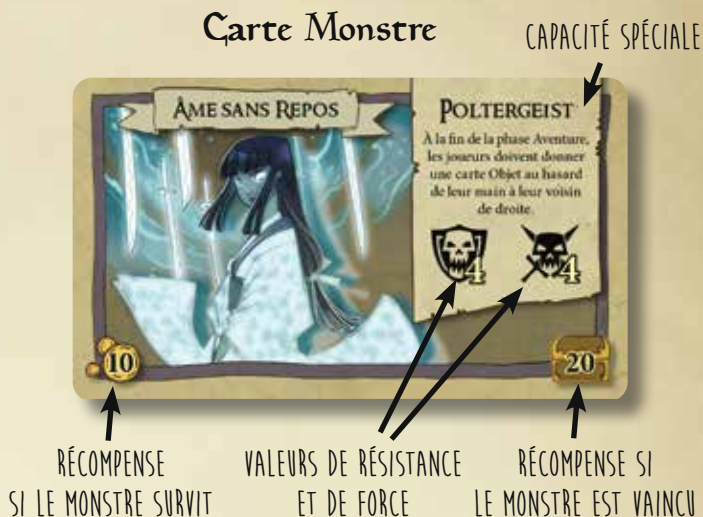 Carte Monstre
CAPACITÉ SPÉCIALE
ÂME SANS REPOS
POLTERGEIST
À la fin de la phase Aventure,
les joueurs doivent donner
une carte Objet au hasard
de leur main à leur voisin
de droite.
4
4
10
20
RÉCOMPENSE
SI LE MONSTRE SURVIT
VALEURS DE RÉSISTANCE
ET DE FORCE
RÉCOMPENSE SI
LE MONSTRE EST VAINCU